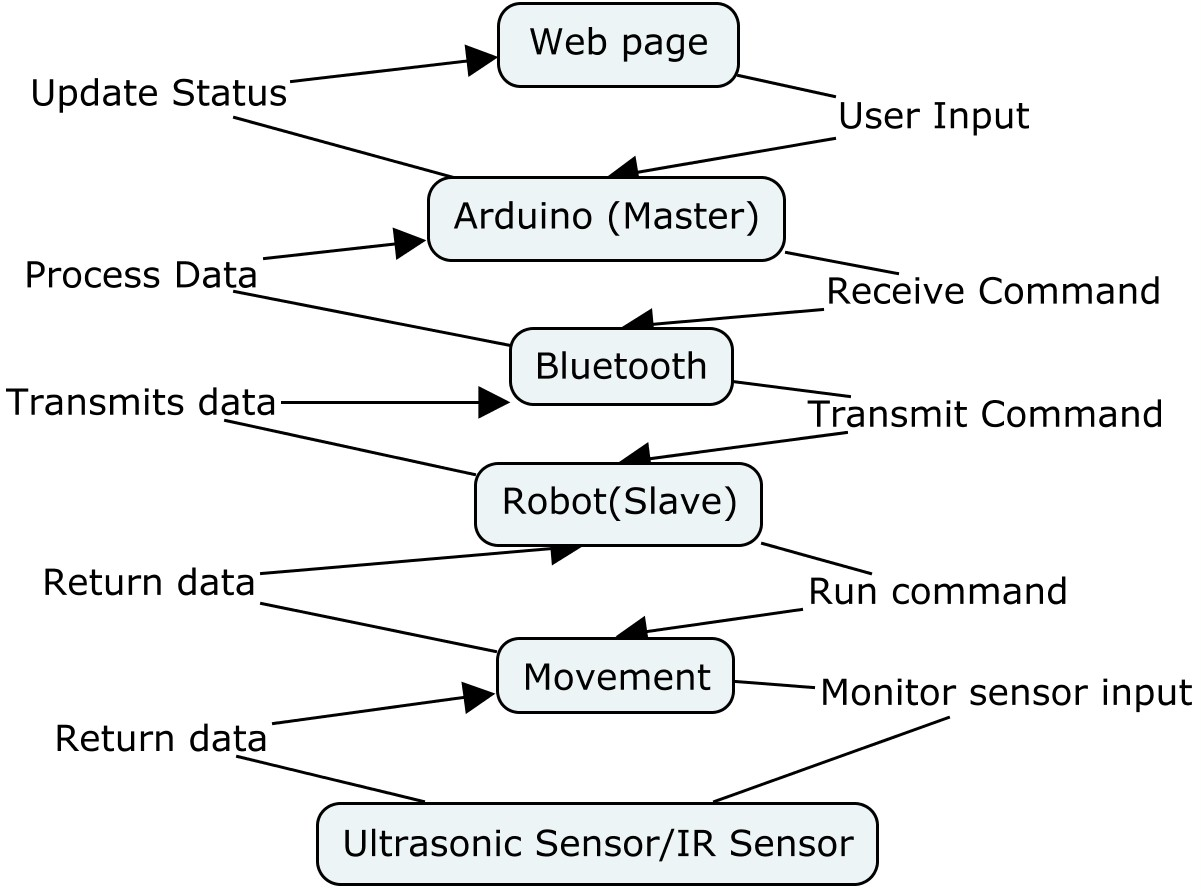 Web page
Update Status
User Input
Arduino (Master)
Process Data
Receive Command
Bluetooth
Transmits data
Transmit Command
Robot(Slave)
Return data
Run command
Movement
Monitor sensor input
Return data
Ultrasonic Sensor/IR Sensor